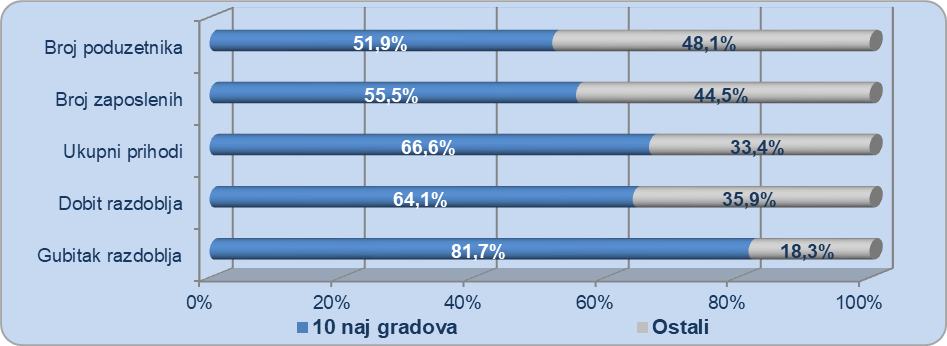 Broj poduzetnika 51,9% 48,1%
Broj zaposlenih 55,5% 44,5%
Ukupni prihodi 66,6% 33,4%
Dobit razdoblja 64,1% 35,9%
Gubitak razdoblja 81,7% 18,3%
0% 20% 40% 60% 80% 100%
10 naj gradova Ostali